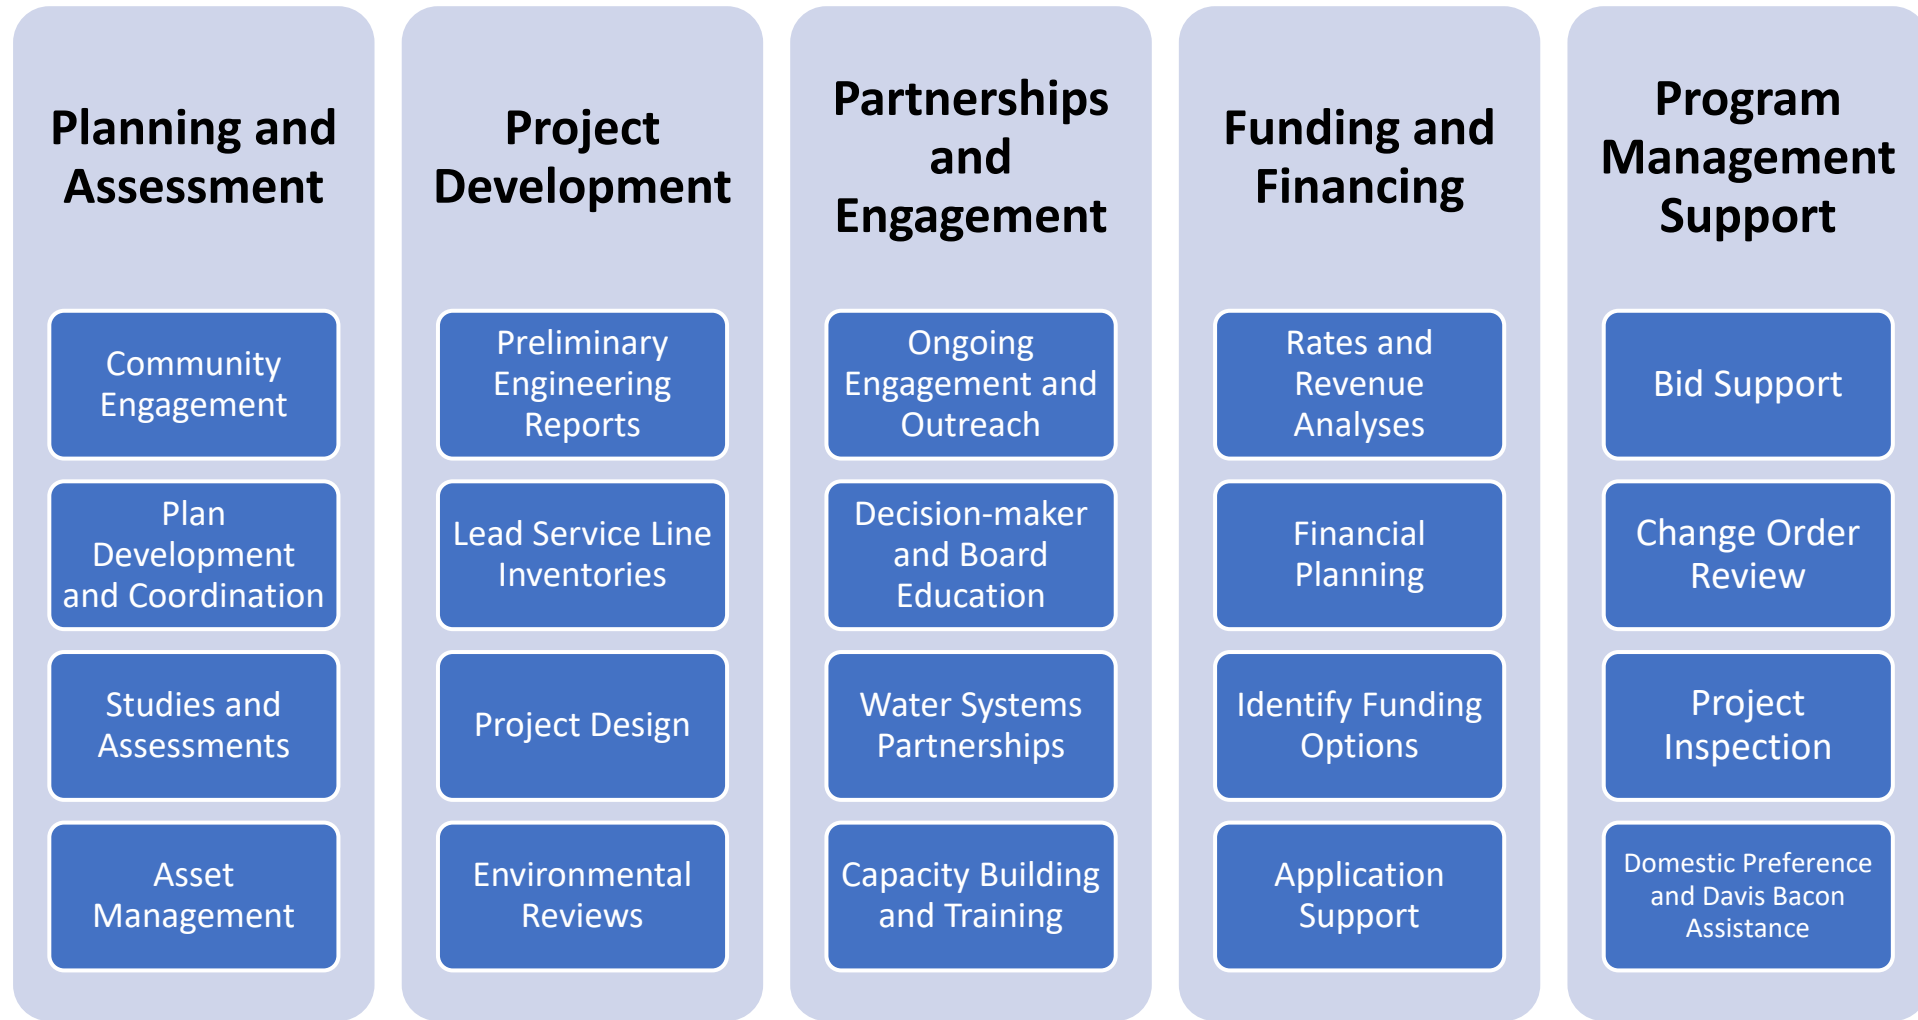 Planning and
Assessment
Community
Engagement
Plan
Development
and Coordination
Studies and
Assessments
Asset
Management
Project
Development
Preliminary
Engineering
Reports
Lead Service Line
Inventories
Project Design
Environmental
Reviews
Partnerships
and
Engagement
Ongoing
Engagement and
Outreach
Decision-maker
and Board
Education
Water Systems
Partnerships
Capacity Building
and Training
Funding and
Financing
Rates and
Revenue
Analyses
Financial
Planning
Identify Funding
Options
Application
Support
Program
Management
Support
Bid Support
Change Order
Review
Project
Inspection
Domestic Preference
and Davis Bacon
Assistance